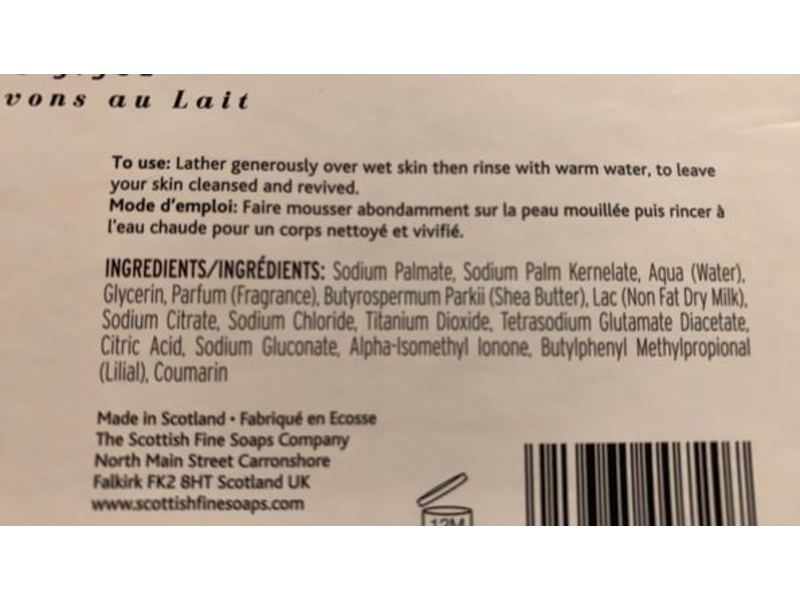 vons au Lait
To use: Lather generously over wet skin then rinse with warm water, to leave
your skin cleansed and revived.
Mode d'emploi: Faire mousser abondamment sur la peau mouillée puis rincer à
l'eau chaude pour un corps nettoyé et vivifié.
INGREDIENTS/INGRÉDIENTS: Sodium Palmate, Sodium Palm Kernelate, Aqua (Water),
Glycerin, Parfum (Fragrance), Butyrospermum Parkii (Shea Butter), Lac (Non Fat Dry Milk),
Sodium Citrate, Sodium Chloride, Titanium Dioxide, Tetrasodium Glutamate Diacetate,
Citric Acid, Sodium Gluconate, Alpha-Isomethyl Ionone, Butylphenyl Methylpropional
(Lilial), Coumarin
Made in Scotland • Fabriqué en Ecosse
The Scottish Fine Soaps Company
North Main Street Carronshore
Falkirk FK2 8HT Scotland UK
www.scottishfinesoaps.com
12M